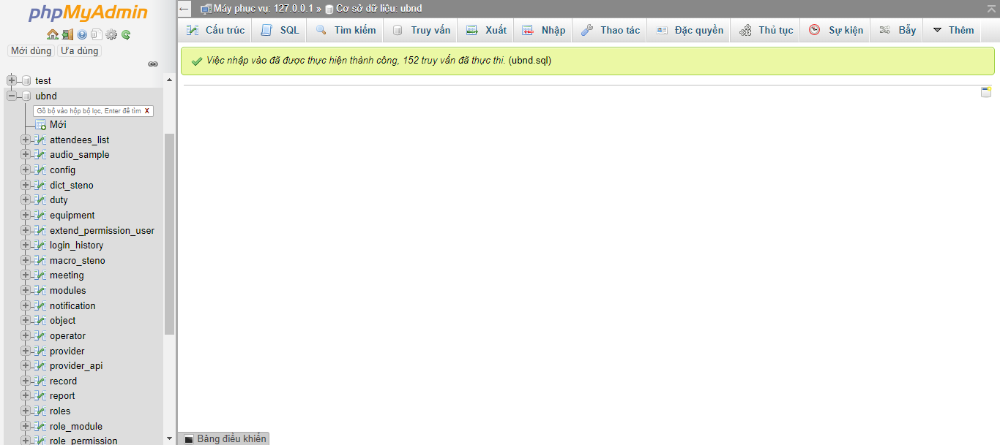 phpMyAdmin
Mới dùng Ưa dùng
test
ubnd
Gõ bộ vào hộp bộ lọc, Enter để tìm X
Mới
attendees_list
audio_sample
config
dict_steno
duty
equipment
extend_permission_user
login_history
macro_steno
meeting
modules
notification
object
operator
provider
provider_api
record
report
roles
role_module
role_permission
← Máy phục vụ: 127.0.0.1 » Cơ sở dữ liệu: ubnd
Cấu trúc SQL Tìm kiếm Truy vấn Xuất Nhập Thao tác Đặc quyền Thủ tục Sự kiện Bẫy Thêm
Việc nhập vào đã được thực hiện thành công, 152 truy vấn đã thực thi. (ubnd.sql)
Bảng điều khiển